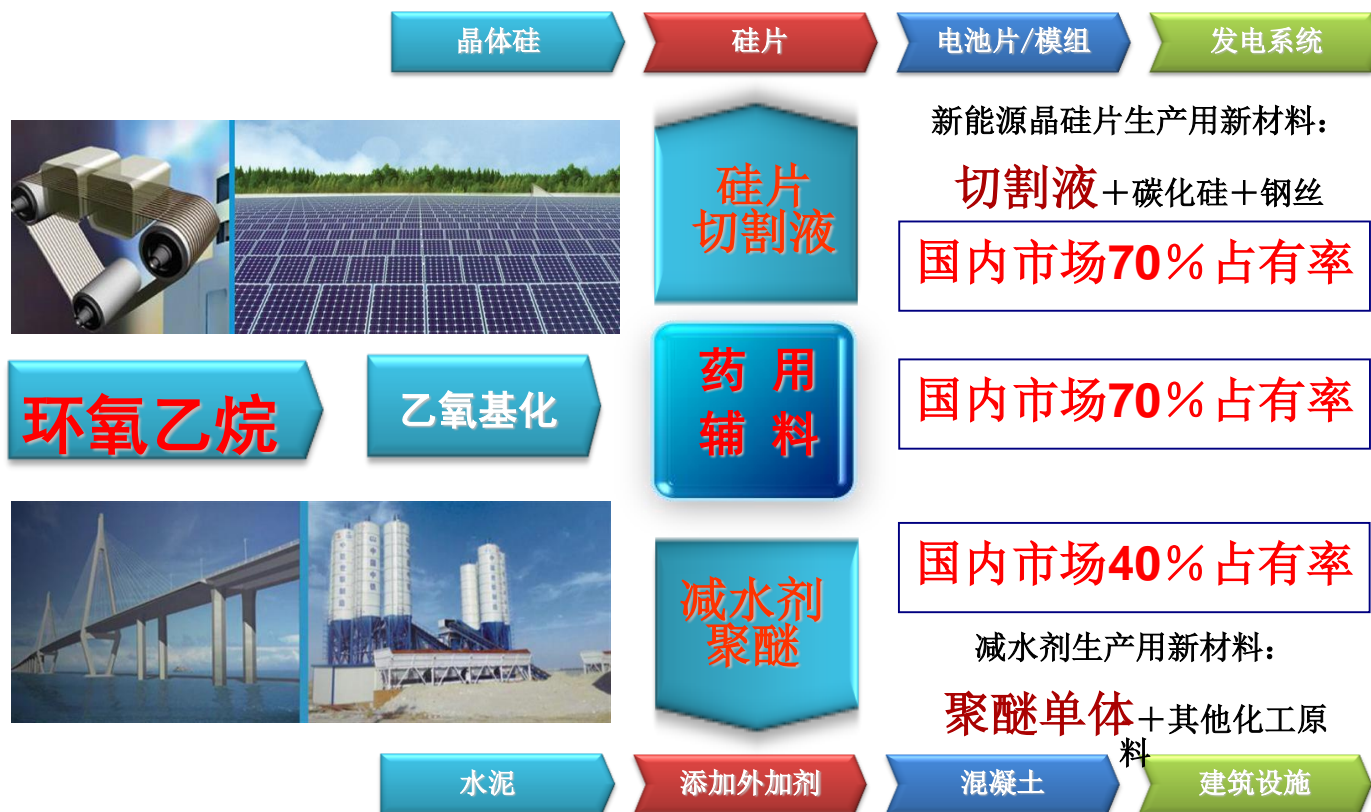 晶体硅
硅片
电池片/模组
发电系统
新能源晶硅片生产用新材料：
硅片
切割液
切割液＋碳化硅＋钢丝
国内市场70％占有率
环氧乙烷
乙氧基化
药 用
辅 料
国内市场70％占有率
国内市场40％占有率
减水剂
聚醚
减水剂生产用新材料：
聚醚单体＋其他化工原
料
水泥
添加外加剂
混凝土
建筑设施